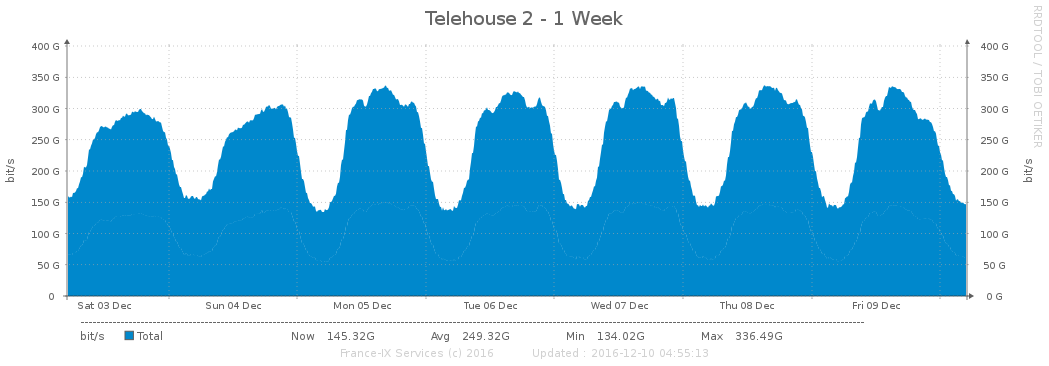 Telehouse 2 - 1 Week
RRDTOOL / TOBI OETIKER
400 G 400 G
350 G 350 G
300 G 300 G
250 G 250 G
200 G 200 G
150 G 150 G
100 G 100 G
50 G 50 G
0 0 G
bit/s bit/s
Sat 03 Dec Sun 04 Dec Mon 05 Dec Tue 06 Dec Wed 07 Dec Thu 08 Dec Fri 09 Dec
bit/s Total Now 145.32G Avg 249.32G Min 134.02G Max 336.49G
France-IX Services (c) 2016 Updated : 2016-12-10 04:55:13